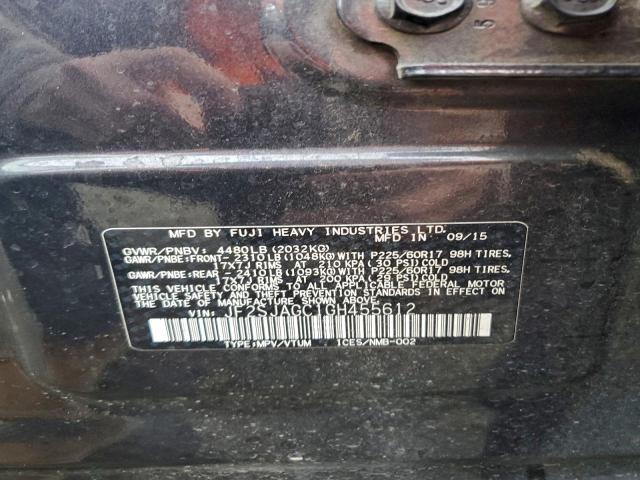 MFD BY FUJI HEAVY INDUSTRIES LTD.
MFD IN 09/15
GVWR/PNBV: 4480LB (2032KG)
GAWR/PNBE:FRONT- 2310LB(1048KG)WITH P225/60R17 98H TIRES,
17X7J RIMS AT 210 KPA (30 PSI)COLD
GAWR/PNBE:REAR - 2410LB(1093KG)WITH P225/60R17 98H TIRES,
17X7J RIMS AT 200 KPA PSI)COLD
THIS VEHICLE CONFORMS TO ALL APPLICABLE FEDERAL MOTOR
VEHICLE SAFETY AND THEFT PREVENTION STANDARDS IN EFFECT ON
THE DATE OF MANUFACTURE SHOWN ABOVE.
VIN: JF2SJAGC1GH455612
TYPE:MPV/VTUM ICES/NMB-002